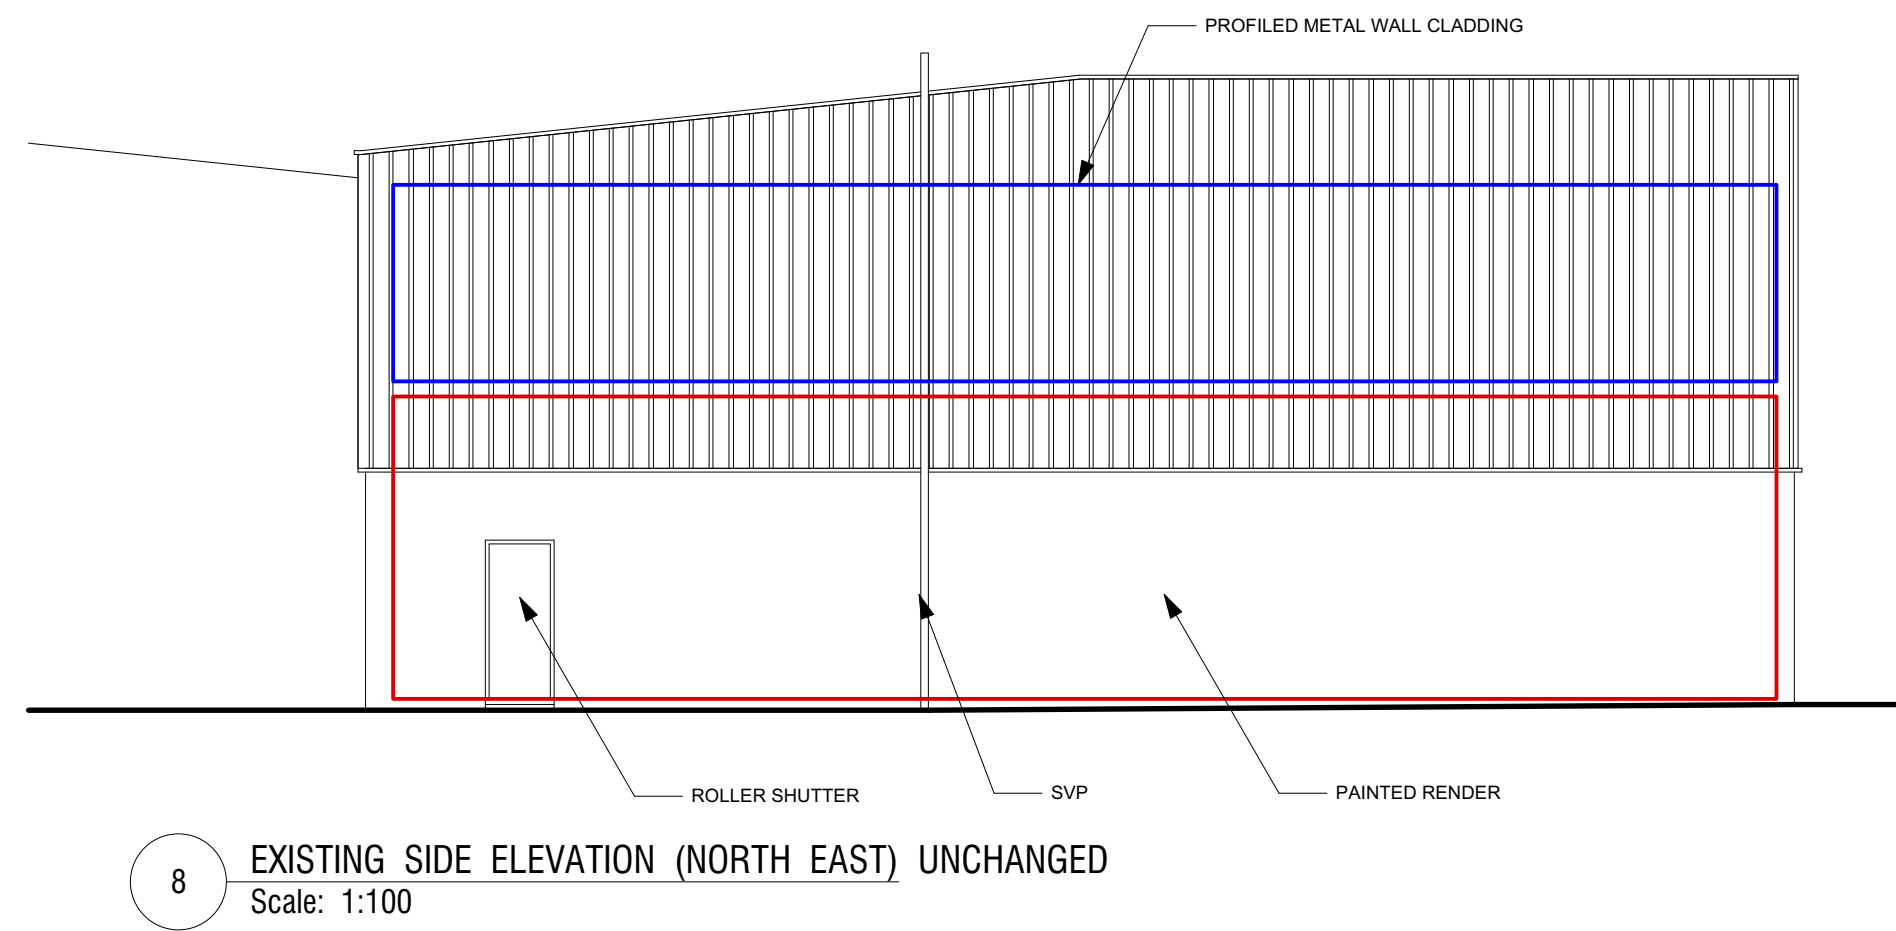 PROFILED METAL WALL CLADDING
ROLLER SHUTTER
SVP
PAINTED RENDER
8
EXISTING SIDE ELEVATION (NORTH EAST) UNCHANGED
Scale: 1:100